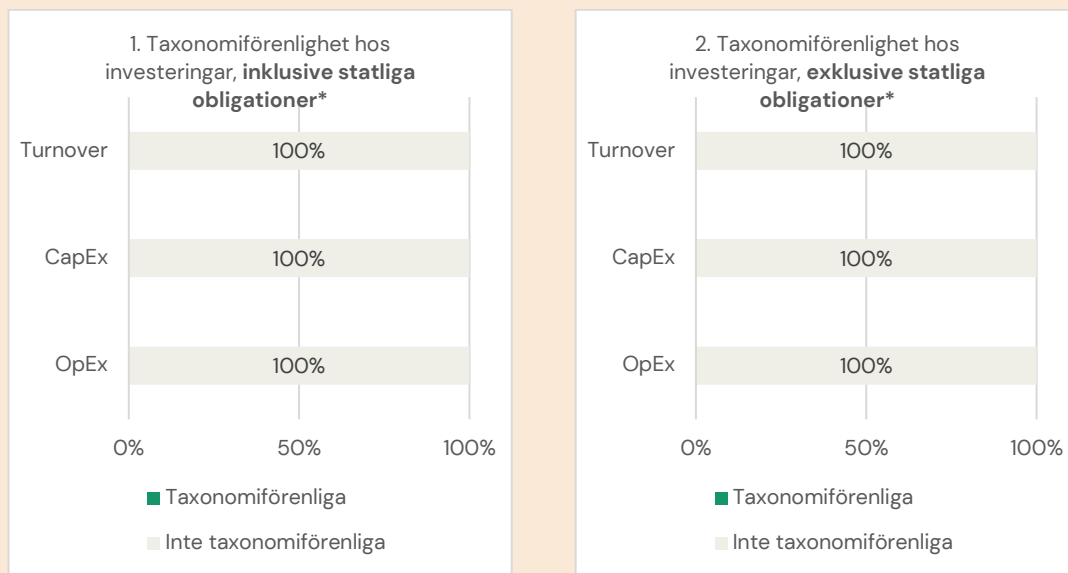 1. Taxonomiförenlighet hos
investeringar, inklusive statliga
obligationer*
Turnover
100%
CapEx
100%
OpEx
100%
0%
50%
100%
Taxonomiförenliga
Inte taxonomiförenliga
2. Taxonomiförenlighet hos
investeringar, exklusive statliga
obligationer*
Turnover
100%
CapEx
100%
OpEx
100%
0%
50%
100%
Taxonomiförenliga
Inte taxonomiförenliga